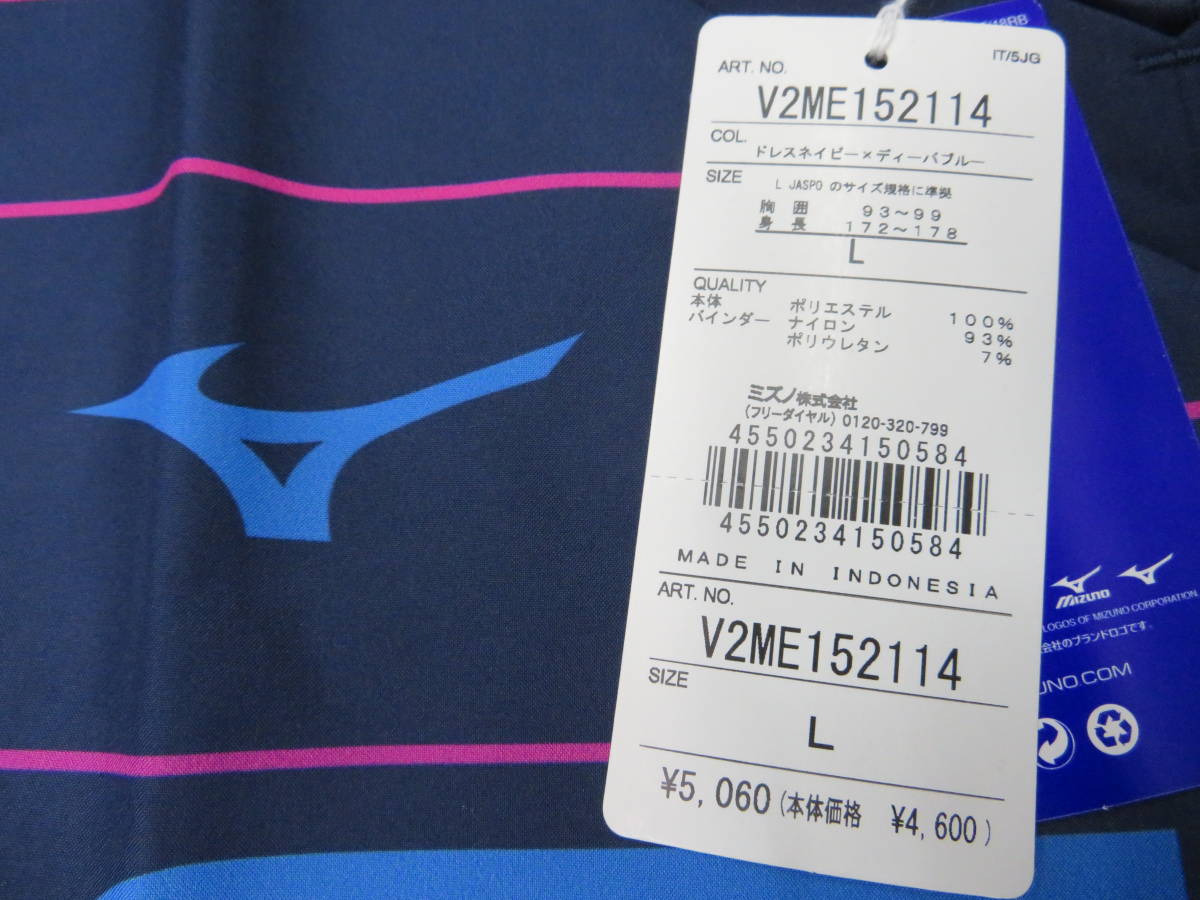 IT/5JG
ART. NO.
V2ME152114
COL.
ドレスネイビー×ディーバブルー
SIZE
L JASPO のサイズ規格に準拠
胸 囲 93～99
身 長 172～178
L
QUALITY
本体 ポリエステル 100%
バインダー ナイロン 93%
ポリウレタン 7%
ミズノ株式会社
(フリーダイヤル) 0120-320-799
4550234150584
4550234150584
MADE IN INDONESIA
ART. NO.
V2ME152114
SIZE
L
¥5,060(本体価格 ¥4,600)
MIZUNO
LOGOS OF MIZUNO CORPORATION
会社のブランドロゴです。
UNO.COM